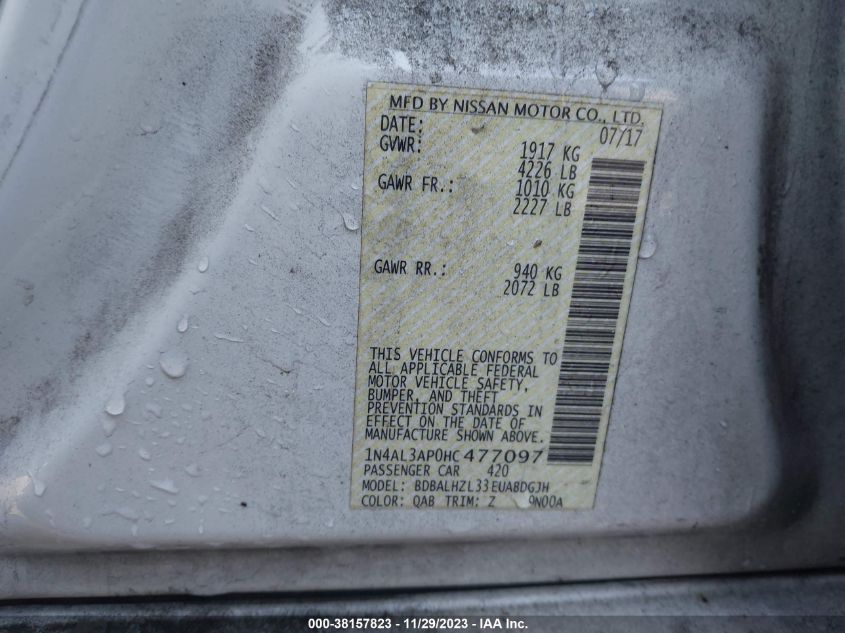 MFD BY NISSAN MOTOR CO., LTD.
DATE: 07/17
GVWR: 1917 KG
4226 LB
GAWR FR.: 1010 KG
2227 LB
GAWR RR.: 940 KG
2072 LB
THIS VEHICLE CONFORMS TO
ALL APPLICABLE FEDERAL
MOTOR VEHICLE SAFETY,
BUMPER, AND THEFT
PREVENTION STANDARDS IN
EFFECT ON THE DATE OF
MANUFACTURE SHOWN ABOVE.
1N4AL3AP0HC477097
PASSENGER CAR 420
MODEL: BDBALHZL33EUA8DGJH
COLOR: QAB TRIM: Z 9N00A
000-38157823 - 11/29/2023 - IAA Inc.